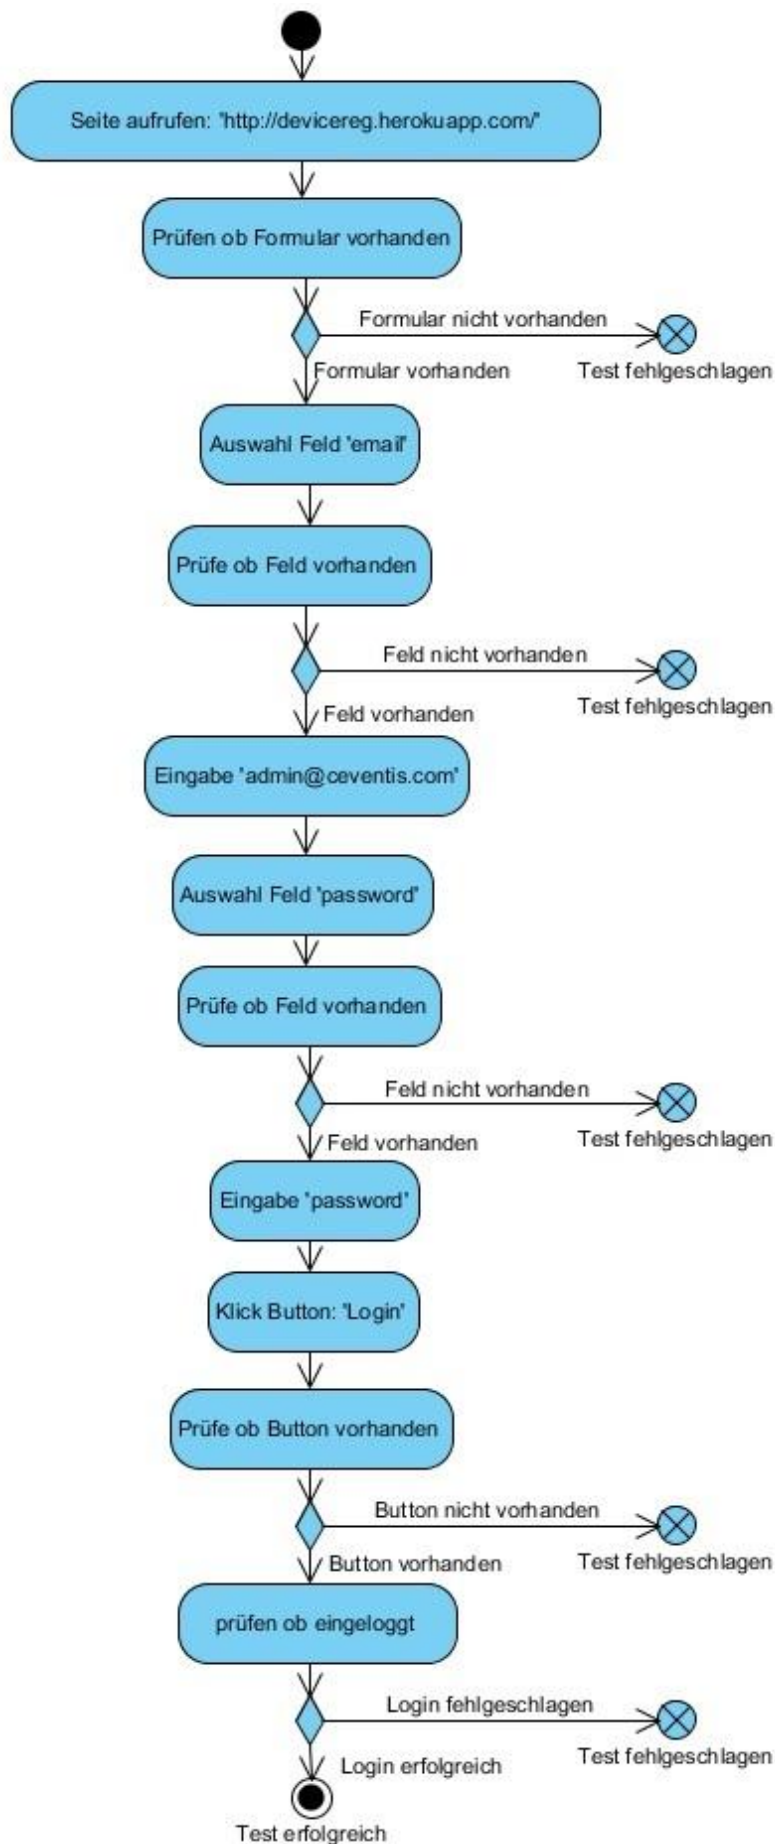 Seite aufrufen: "http://devicereg.herokuapp.com/"
Prüfen ob Formular vorhanden
Formular nicht vorhanden
Test fehlgeschlagen
Formular vorhanden
Auswahl Feld "email"
Prüfe ob Feld vorhanden
Feld nicht vorhanden
Test fehlgeschlagen
Feld vorhanden
Eingabe "admin@ceventis.com"
Auswahl Feld "password"
Prüfe ob Feld vorhanden
Feld nicht vorhanden
Test fehlgeschlagen
Feld vorhanden
Eingabe "password"
Klick Button: "Login"
Prüfe ob Button vorhanden
Button nicht vorhanden
Test fehlgeschlagen
Button vorhanden
prüfen ob eingeloggt
Login fehlgeschlagen
Test fehlgeschlagen
Login erfolgreich
Test erfolgreich